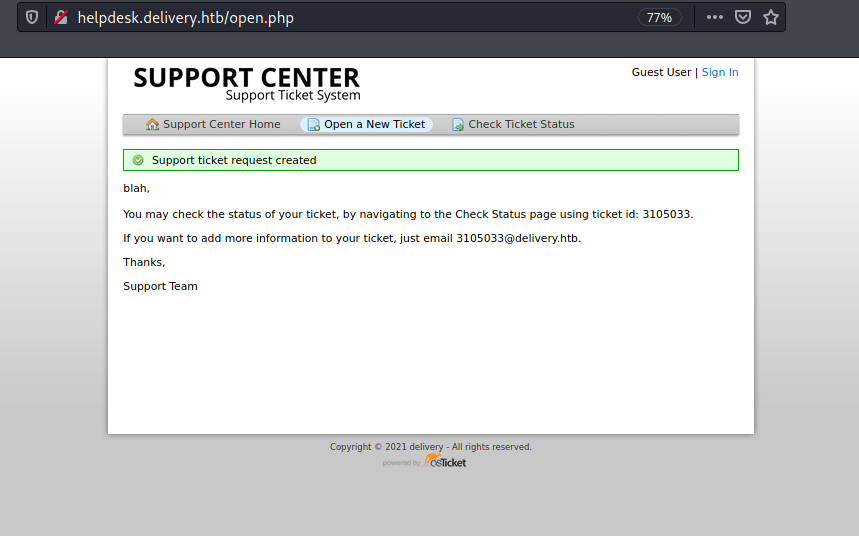 helpdesk.delivery.htb/open.php 77%
SUPPORT CENTER
Support Ticket System
Guest User | Sign In
Support Center Home Open a New Ticket Check Ticket Status
Support ticket request created
blah,
You may check the status of your ticket, by navigating to the Check Status page using ticket id: 3105033.
If you want to add more information to your ticket, just email 3105033@delivery.htb.
Thanks,
Support Team
Copyright © 2021 delivery - All rights reserved.
powered by osTicket